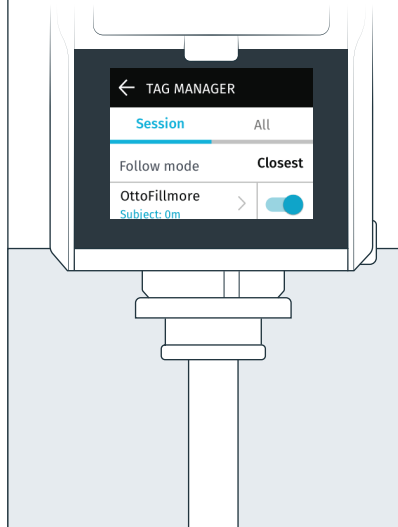 TAG MANAGER
Session All
Follow mode Closest
OttoFillmore
Subject: 0m